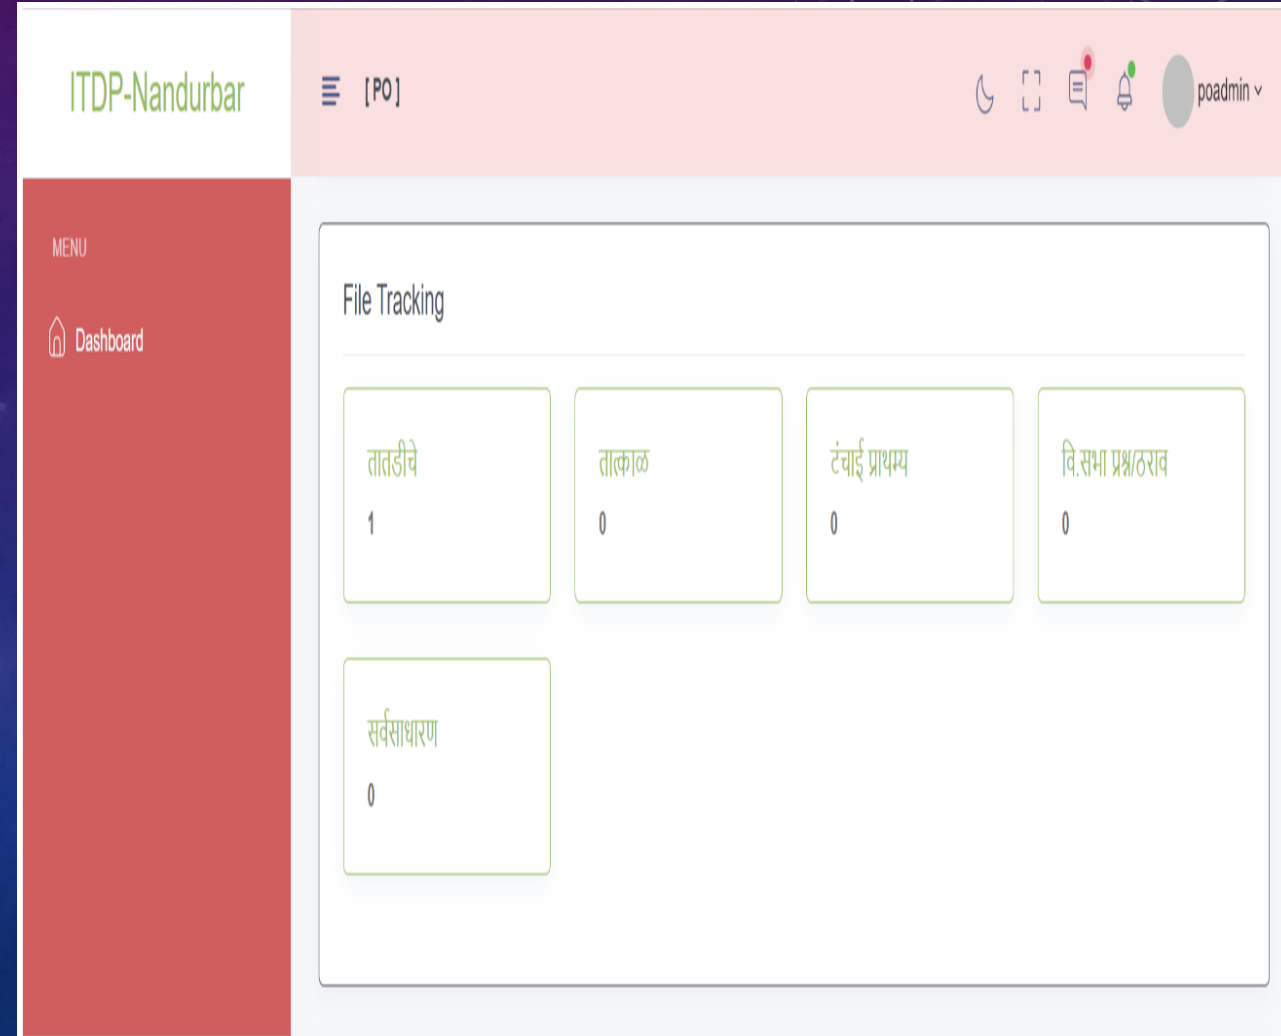 ITDP-Nandurbar
[ PO ]
poadmin
MENU
Dashboard
File Tracking
तातडीचे
1
तात्काळ
0
टंचाई प्राथम्य
0
वि.सभा प्रश्न/ठराव
0
सर्वसाधारण
0